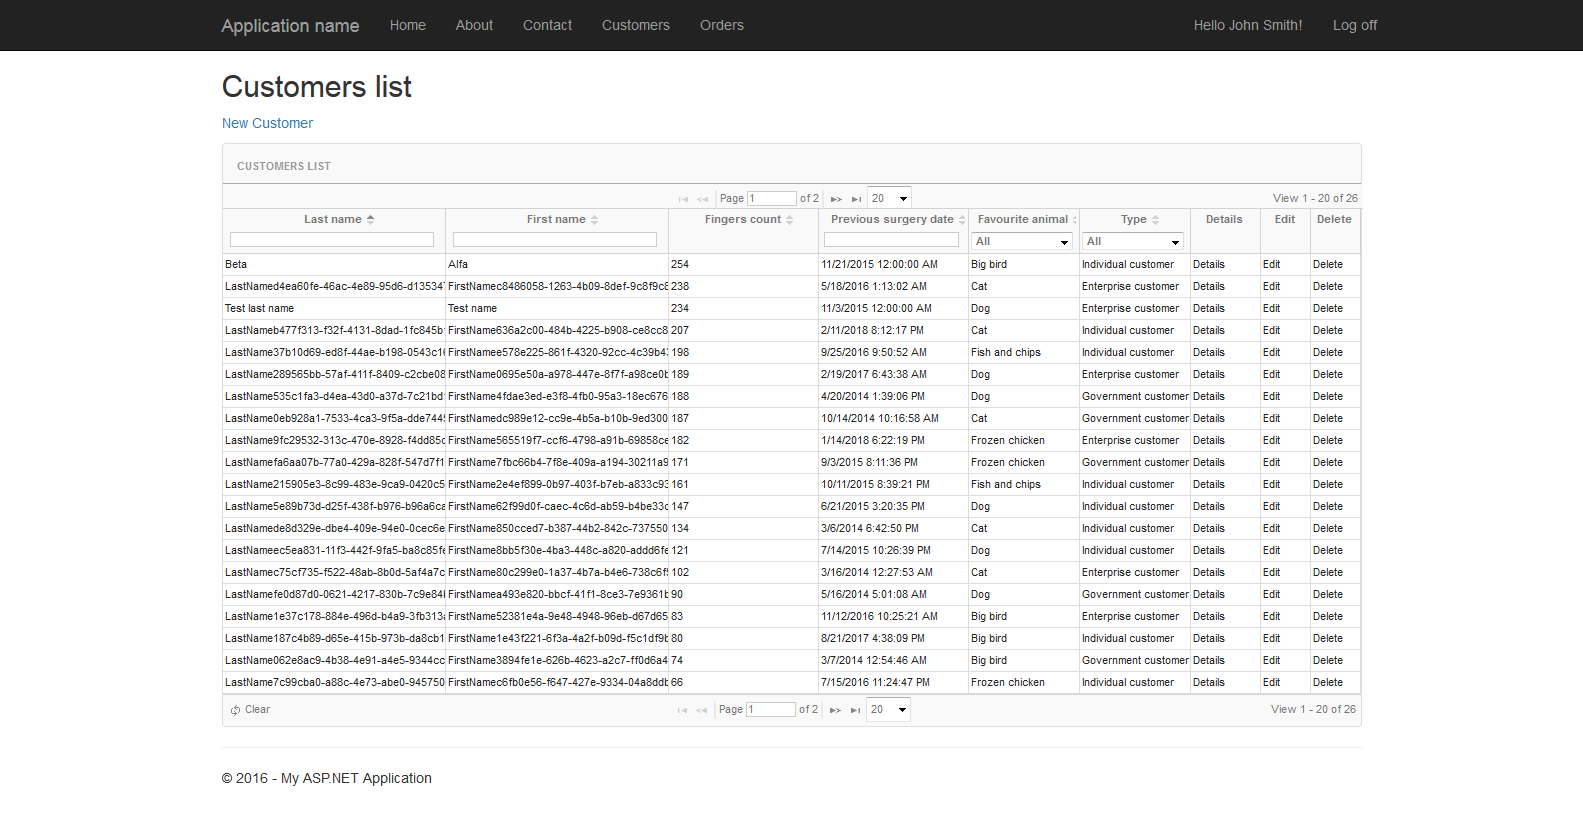 Application name Home About Contact Customers Orders Hello John Smith! Log off
Customers list
New Customer
CUSTOMERS LIST
Page 1 of 2 20 View 1 - 20 of 26
Last name First name Fingers count Previous surgery date Favourite animal Type Details Edit Delete
All All
Beta Alfa 254 11/21/2015 12:00:00 AM Big bird Individual customer Details Edit Delete
LastNamed4ea60fe-46ac-4e89-95d6-d135347 FirstNamec8486058-1263-4b09-8def-9c8f9c8 238 5/18/2016 1:13:02 AM Cat Enterprise customer Details Edit Delete
Test last name Test name 234 11/3/2015 12:00:00 AM Dog Enterprise customer Details Edit Delete
LastNameb477f313-f32f-4131-8dad-1fc845b FirstName636a2c00-484b-4225-b908-ce8cc8 207 2/11/2018 8:12:17 PM Cat Individual customer Details Edit Delete
LastName37b10d69-ed8f-44ae-b198-0543c1 FirstNamee578e225-861f-4320-92cc-4c39b4 198 9/25/2016 9:50:52 AM Fish and chips Individual customer Details Edit Delete
LastName289565bb-57af-411f-8409-c2cbe08 FirstName0695e50a-a978-447e-8f7f-a98ce0b 189 2/19/2017 6:43:38 AM Dog Enterprise customer Details Edit Delete
LastName535c1fa3-d4ea-43d0-a37d-7c21bd FirstName4fdae3ed-e3f8-4fb0-95a3-18ec676 188 4/20/2014 1:39:06 PM Dog Government customer Details Edit Delete
LastName0eb928a1-7533-4ca3-9f5a-dde744 FirstNamedc989e12-cc9e-4b5a-b10b-9ed300 187 10/14/2014 10:16:58 AM Cat Government customer Details Edit Delete
LastName9fc29532-313c-470e-8928-f4dd85c FirstName565519f7-ccf6-4798-a91b-69858ce 182 1/14/2018 6:22:19 PM Frozen chicken Enterprise customer Details Edit Delete
LastNamefa6aa07b-77a0-429a-828f-547d7f1 FirstName7fbc66b4-7f8e-409a-a194-30211a9 171 9/3/2015 8:11:36 PM Frozen chicken Government customer Details Edit Delete
LastName215905e3-8c99-483e-9ca9-0420c5 FirstName2e4ef899-0b97-403f-b7eb-a833c93 161 10/11/2015 8:39:21 PM Fish and chips Individual customer Details Edit Delete
LastName5e89b73d-d25f-438f-b976-b96a6ca FirstName62f99d0f-caec-4c6d-ab59-b4be33c 147 6/21/2015 3:20:35 PM Dog Individual customer Details Edit Delete
LastNamede8d329e-dbe4-409e-94e0-0cec6e FirstName850cced7-b387-44b2-842c-737550 134 3/6/2014 6:42:50 PM Cat Individual customer Details Edit Delete
LastNameec5ea831-11f3-442f-9fa5-ba8c85fe FirstName8bb5f30e-4ba3-448c-a820-addd6fe 121 7/14/2015 10:26:39 PM Dog Individual customer Details Edit Delete
LastNamec75cf735-f522-48ab-8b0d-5af4a7c FirstName80c299e0-1a37-4b7a-b4e6-738c6f 102 3/16/2014 12:27:53 AM Cat Enterprise customer Details Edit Delete
LastNamefe0d87d0-0621-4217-830b-7c9e84 FirstNamea493e820-bbcf-41f1-8ce3-7e9361b 90 5/16/2014 5:01:08 AM Dog Government customer Details Edit Delete
LastName1e37c178-884e-496d-b4a9-3fb313a FirstName52381e4a-9e48-4948-96eb-d67d65 83 11/12/2016 10:25:21 AM Big bird Enterprise customer Details Edit Delete
LastName187c4b89-d65e-415b-973b-da8cb1 FirstName1e43f221-6f3a-4a2f-b09d-f5c1df9b 80 8/21/2017 4:38:09 PM Big bird Individual customer Details Edit Delete
LastName062e8ac9-4b38-4e91-a4e5-9344cc FirstName3894fe1e-626b-4623-a2c7-ff0d6a4 74 3/7/2014 12:54:46 AM Big bird Government customer Details Edit Delete
LastName7c99cba0-a88c-4e73-abe0-945750 FirstNamec6fb0e56-f647-427e-9334-04a8ddb 66 7/15/2016 11:24:47 PM Frozen chicken Individual customer Details Edit Delete
Clear Page 1 of 2 20 View 1 - 20 of 26
© 2016 - My ASP.NET Application